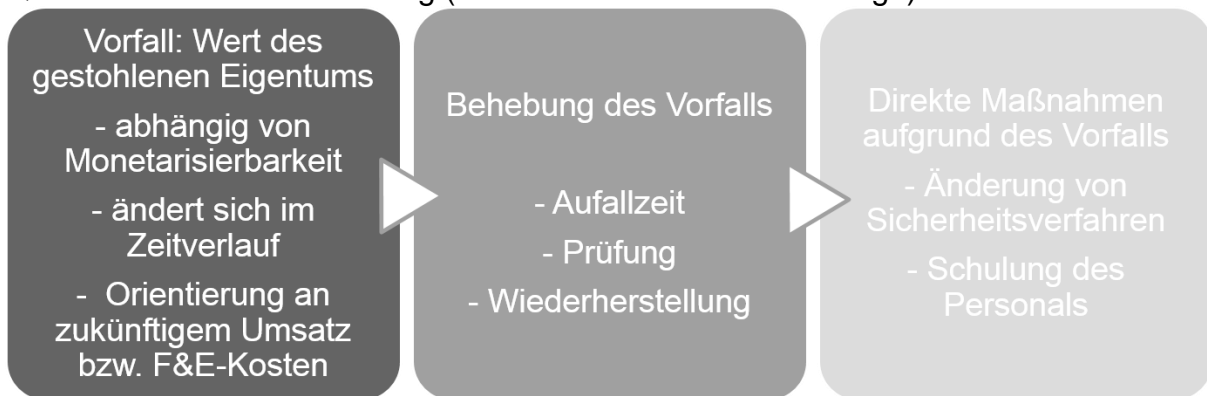 Vorfall: Wert des
gestohlenen Eigentums
- abhängig von
Monetarisierbarkeit
- ändert sich im
Zeitverlauf
- Orientierung an
zukünftigem Umsatz
bzw. F&E-Kosten
Behebung des Vorfalls
- Aufallzeit
- Prüfung
- Wiederherstellung
Direkte Maßnahmen
aufgrund des Vorfalls
- Änderung von
Sicherheitsverfahren
- Schulung des
Personals